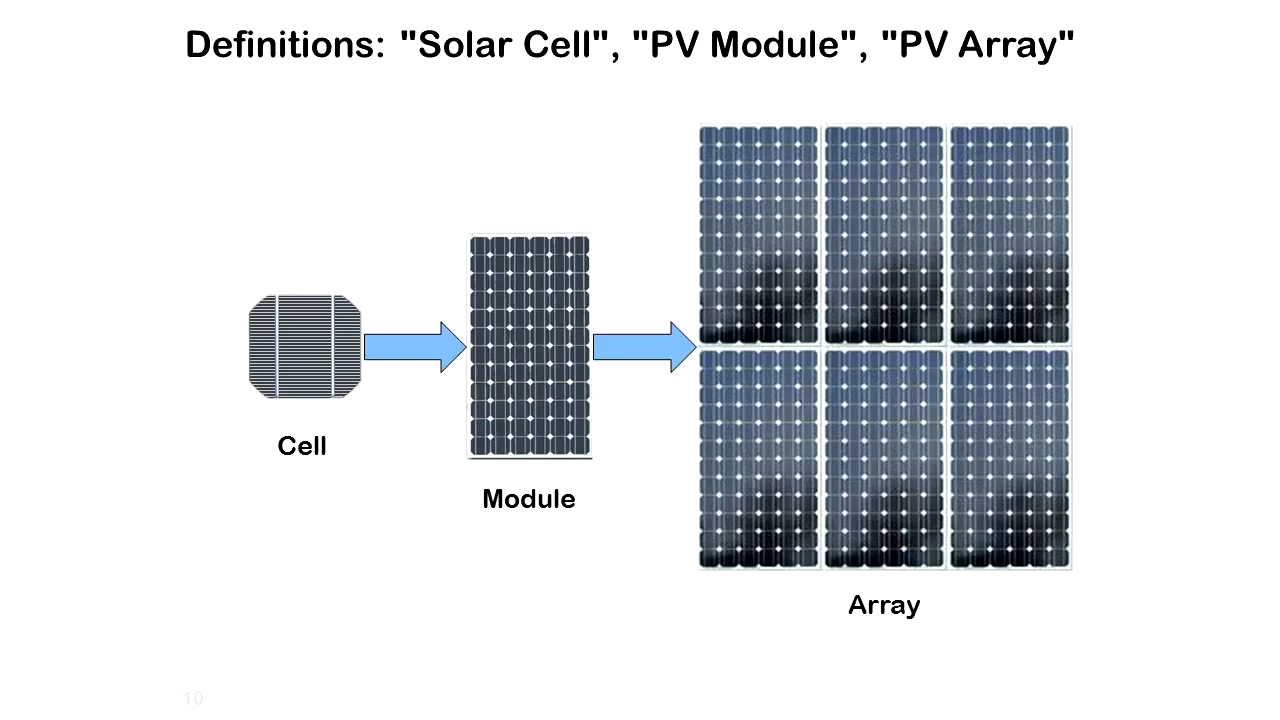 Definitions: "Solar Cell", "PV Module", "PV Array"
Cell
Module
Array
10